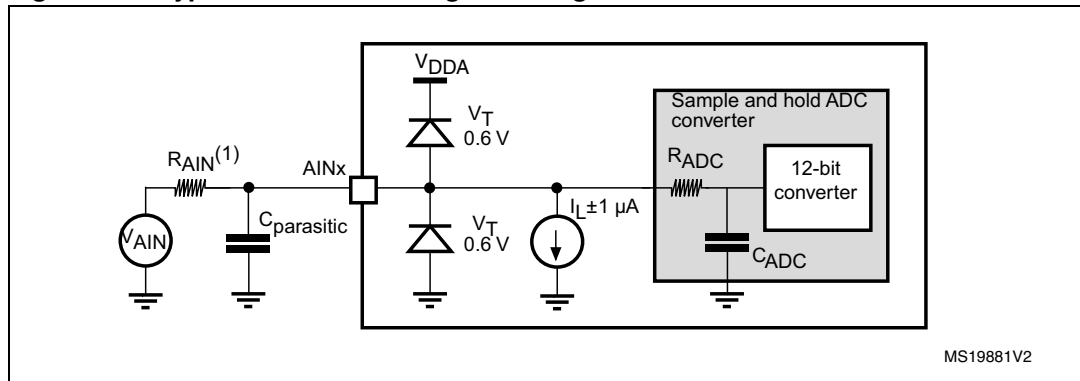 VDDA
VT
0.6 V
Sample and hold ADC
converter
RAIN(1)
AINx
RADC
12-bit
converter
IL±1 µA
VAIN
Cparasitic
VT
0.6 V
CADC
MS19881V2